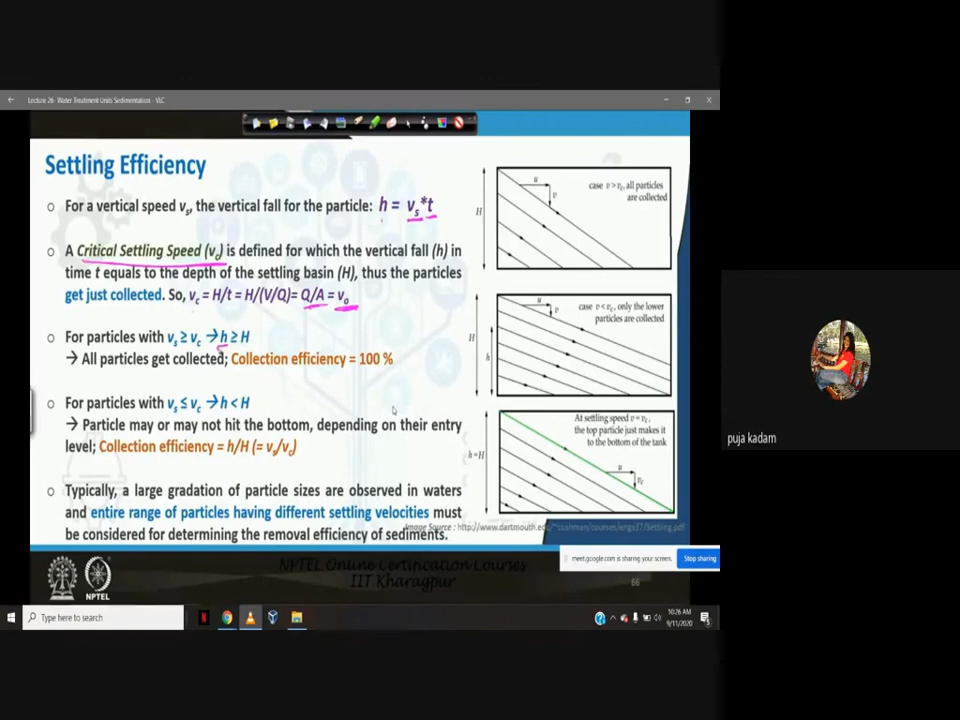 Lecture 26- Water Treatment Units Sedimentation - VLC
Settling Efficiency
For a vertical speed vs, the vertical fall for the particle: h = vs*t
A Critical Settling Speed (vc) is defined for which the vertical fall (h) in
time t equals to the depth of the settling basin (H), thus the particles
get just collected. So, vc = H/t = H/(V/Q)= Q/A = vo
For particles with vs ≥ vc → h ≥ H
→ All particles get collected; Collection efficiency = 100 %
For particles with vs ≤ vc → h < H
→ Particle may or may not hit the bottom, depending on their entry
level; Collection efficiency = h/H (= vs/vc)
Typically, a large gradation of particle sizes are observed in waters
and entire range of particles having different settling velocities must
be considered for determining the removal efficiency of sediments.
H
u
v
case v > vc, all particles
are collected
H
h
u
v
case v < vc, only the lower
particles are collected
h = H
At settling speed v = vc,
the top particle just makes it
to the bottom of the tank
u
vc
Image Source : http://www.dartmouth.edu/~cushman/courses/engs37/Settling.pdf
meet.google.com is sharing your screen.
Stop sharing
NPTEL
NPTEL Online Certification Courses
IIT Kharagpur
66
Type here to search
10:26 AM
9/11/2020
puja kadam